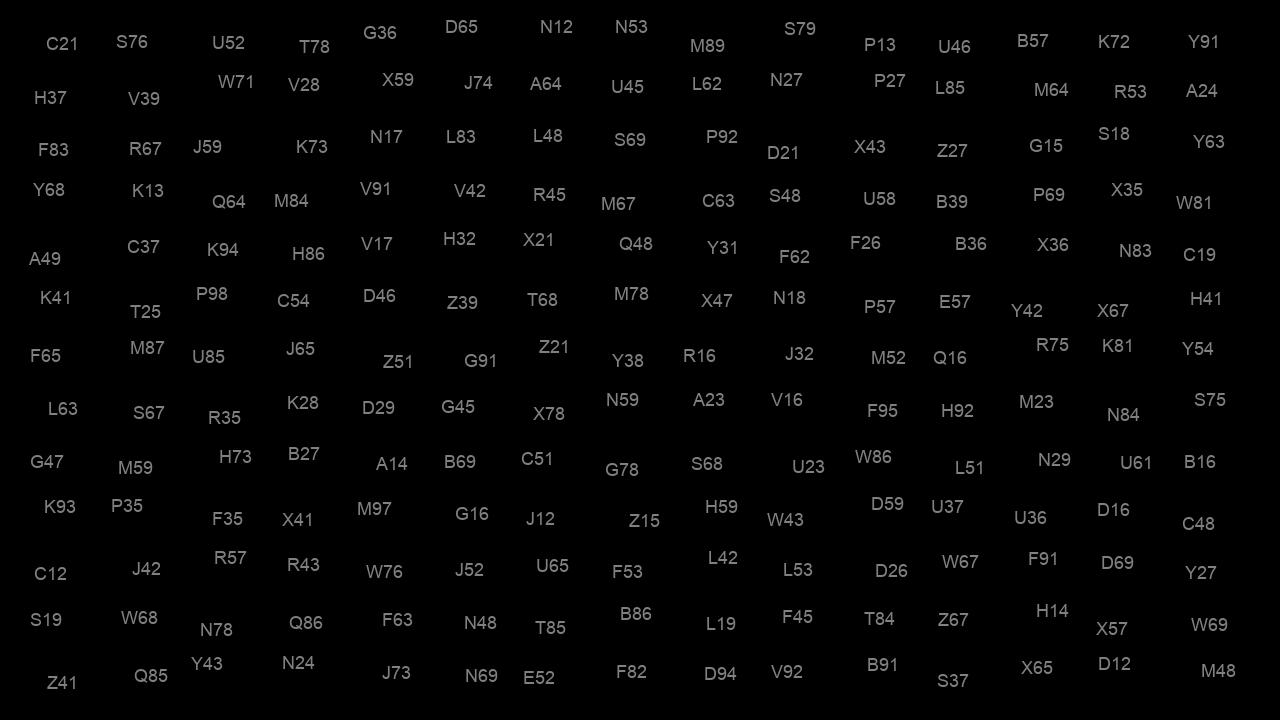 C21 S76 U52 T78 G36 D65 N12 N53 M89 S79 P13 U46 B57 K72 Y91
H37 V39 W71 V28 X59 J74 A64 U45 L62 N27 P27 L85 M64 R53 A24
F83 R67 J59 K73 N17 L83 L48 S69 P92 D21 X43 Z27 G15 S18 Y63
Y68 K13 Q64 M84 V91 V42 R45 M67 C63 S48 U58 B39 P69 X35 W81
A49 C37 K94 H86 V17 H32 X21 Q48 Y31 F62 F26 B36 X36 N83 C19
K41 T25 P98 C54 D46 Z39 T68 M78 X47 N18 P57 E57 Y42 X67 H41
F65 M87 U85 J65 Z51 G91 Z21 Y38 R16 J32 M52 Q16 R75 K81 Y54
L63 S67 R35 K28 D29 G45 X78 N59 A23 V16 F95 H92 M23 N84 S75
G47 M59 H73 B27 A14 B69 C51 G78 S68 U23 W86 L51 N29 U61 B16
K93 P35 F35 X41 M97 G16 J12 Z15 H59 W43 D59 U37 U36 D16 C48
C12 J42 R57 R43 W76 J52 U65 F53 L42 L53 D26 W67 F91 D69 Y27
S19 W68 N78 Q86 F63 N48 T85 B86 L19 F45 T84 Z67 H14 X57 W69
Z41 Q85 Y43 N24 J73 N69 E52 F82 D94 V92 B91 S37 X65 D12 M48